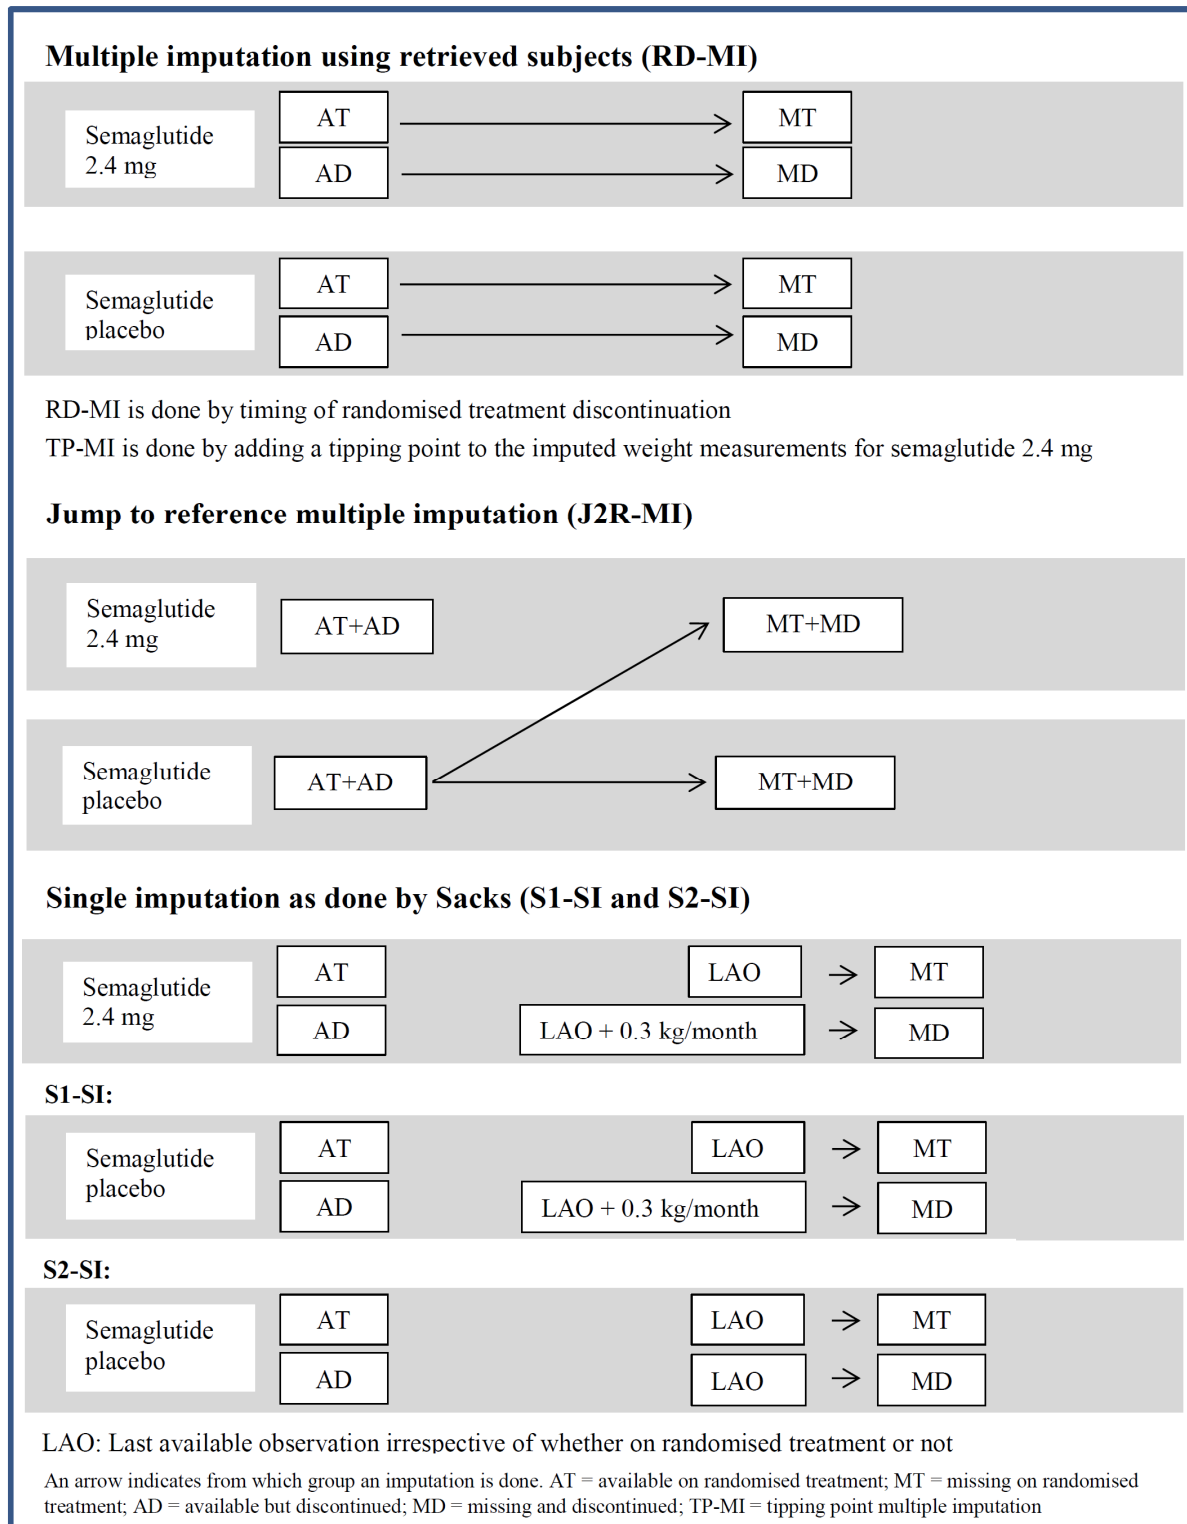 Multiple imputation using retrieved subjects (RD-MI)
Semaglutide
2.4 mg
AT
MT
AD
MD
Semaglutide
placebo
AT
MT
AD
MD
RD-MI is done by timing of randomised treatment discontinuation
TP-MI is done by adding a tipping point to the imputed weight measurements for semaglutide 2.4 mg
Jump to reference multiple imputation (J2R-MI)
Semaglutide
2.4 mg
AT+AD
MT+MD
Semaglutide
placebo
AT+AD
MT+MD
Single imputation as done by Sacks (S1-SI and S2-SI)
Semaglutide
2.4 mg
AT
LAO
MT
AD
LAO + 0.3 kg/month
MD
S1-SI:
Semaglutide
placebo
AT
LAO
MT
AD
LAO + 0.3 kg/month
MD
S2-SI:
Semaglutide
placebo
AT
LAO
MT
AD
LAO
MD
LAO: Last available observation irrespective of whether on randomised treatment or not
An arrow indicates from which group an imputation is done. AT = available on randomised treatment; MT = missing on randomised
treatment; AD = available but discontinued; MD = missing and discontinued; TP-MI = tipping point multiple imputation